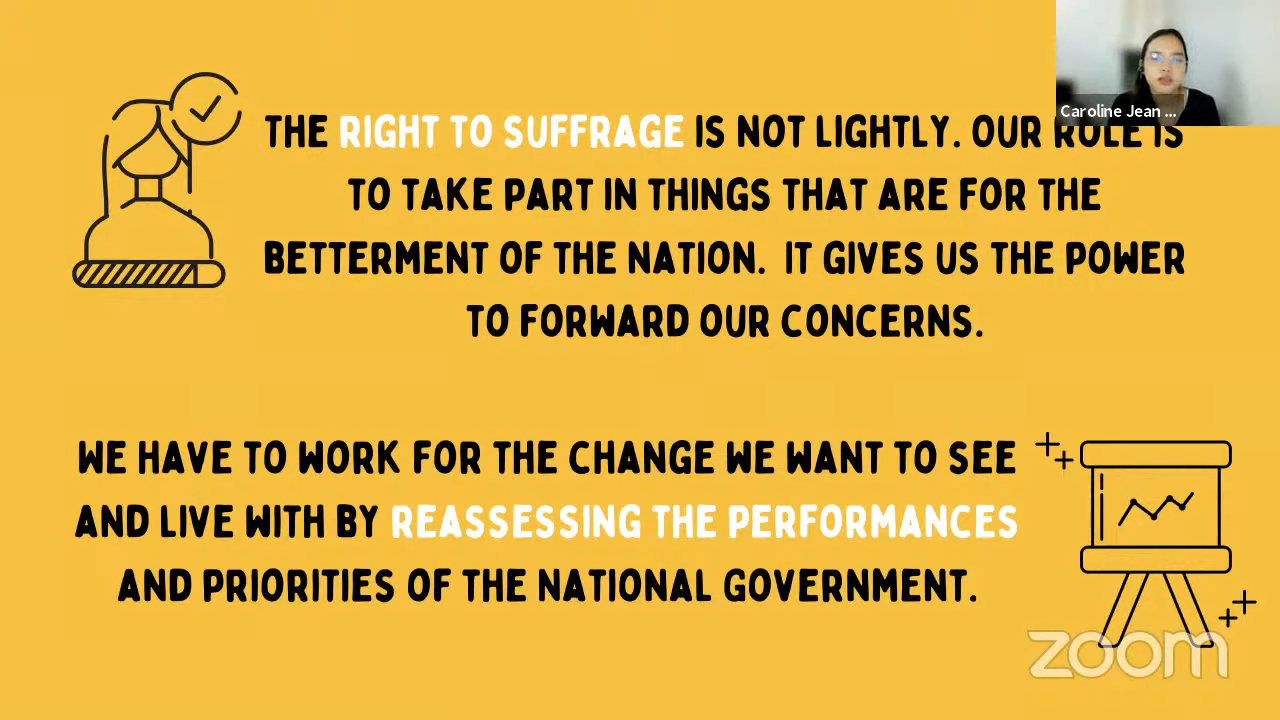 Caroline Jean ...
THE RIGHT TO SUFFRAGE IS NOT LIGHTLY. OUR ROLE IS
TO TAKE PART IN THINGS THAT ARE FOR THE
BETTERMENT OF THE NATION. IT GIVES US THE POWER
TO FORWARD OUR CONCERNS.
WE HAVE TO WORK FOR THE CHANGE WE WANT TO SEE
AND LIVE WITH BY REASSESSING THE PERFORMANCES
AND PRIORITIES OF THE NATIONAL GOVERNMENT.
zoom